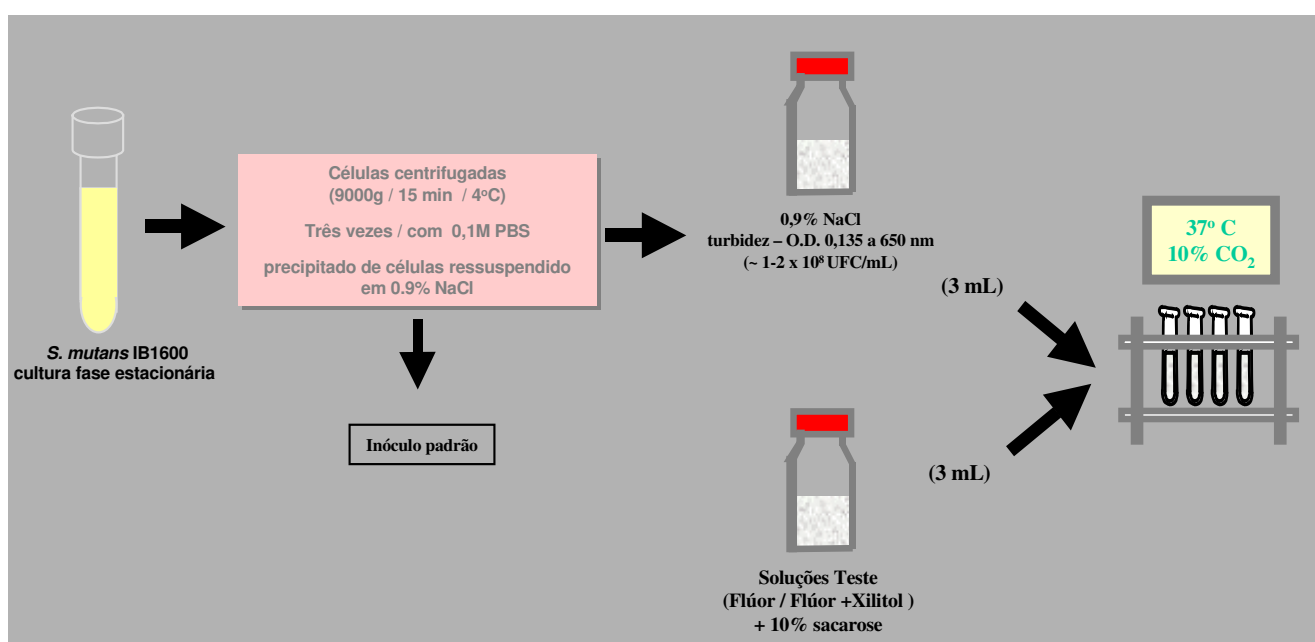 S. mutans IB1600
cultura fase estacionária
Células centrifugadas
(9000g / 15 min / 4ºC)
Três vezes / com 0,1M PBS
precipitado de células ressuspendido
em 0.9% NaCl
Inóculo padrão
0,9% NaCl
turbidez – O.D. 0,135 a 650 nm
(~ 1-2 x 10⁸ UFC/mL)
(3 mL)
Soluções Teste
(Flúor / Flúor +Xilitol )
+ 10% sacarose
(3 mL)
37º C
10% CO₂